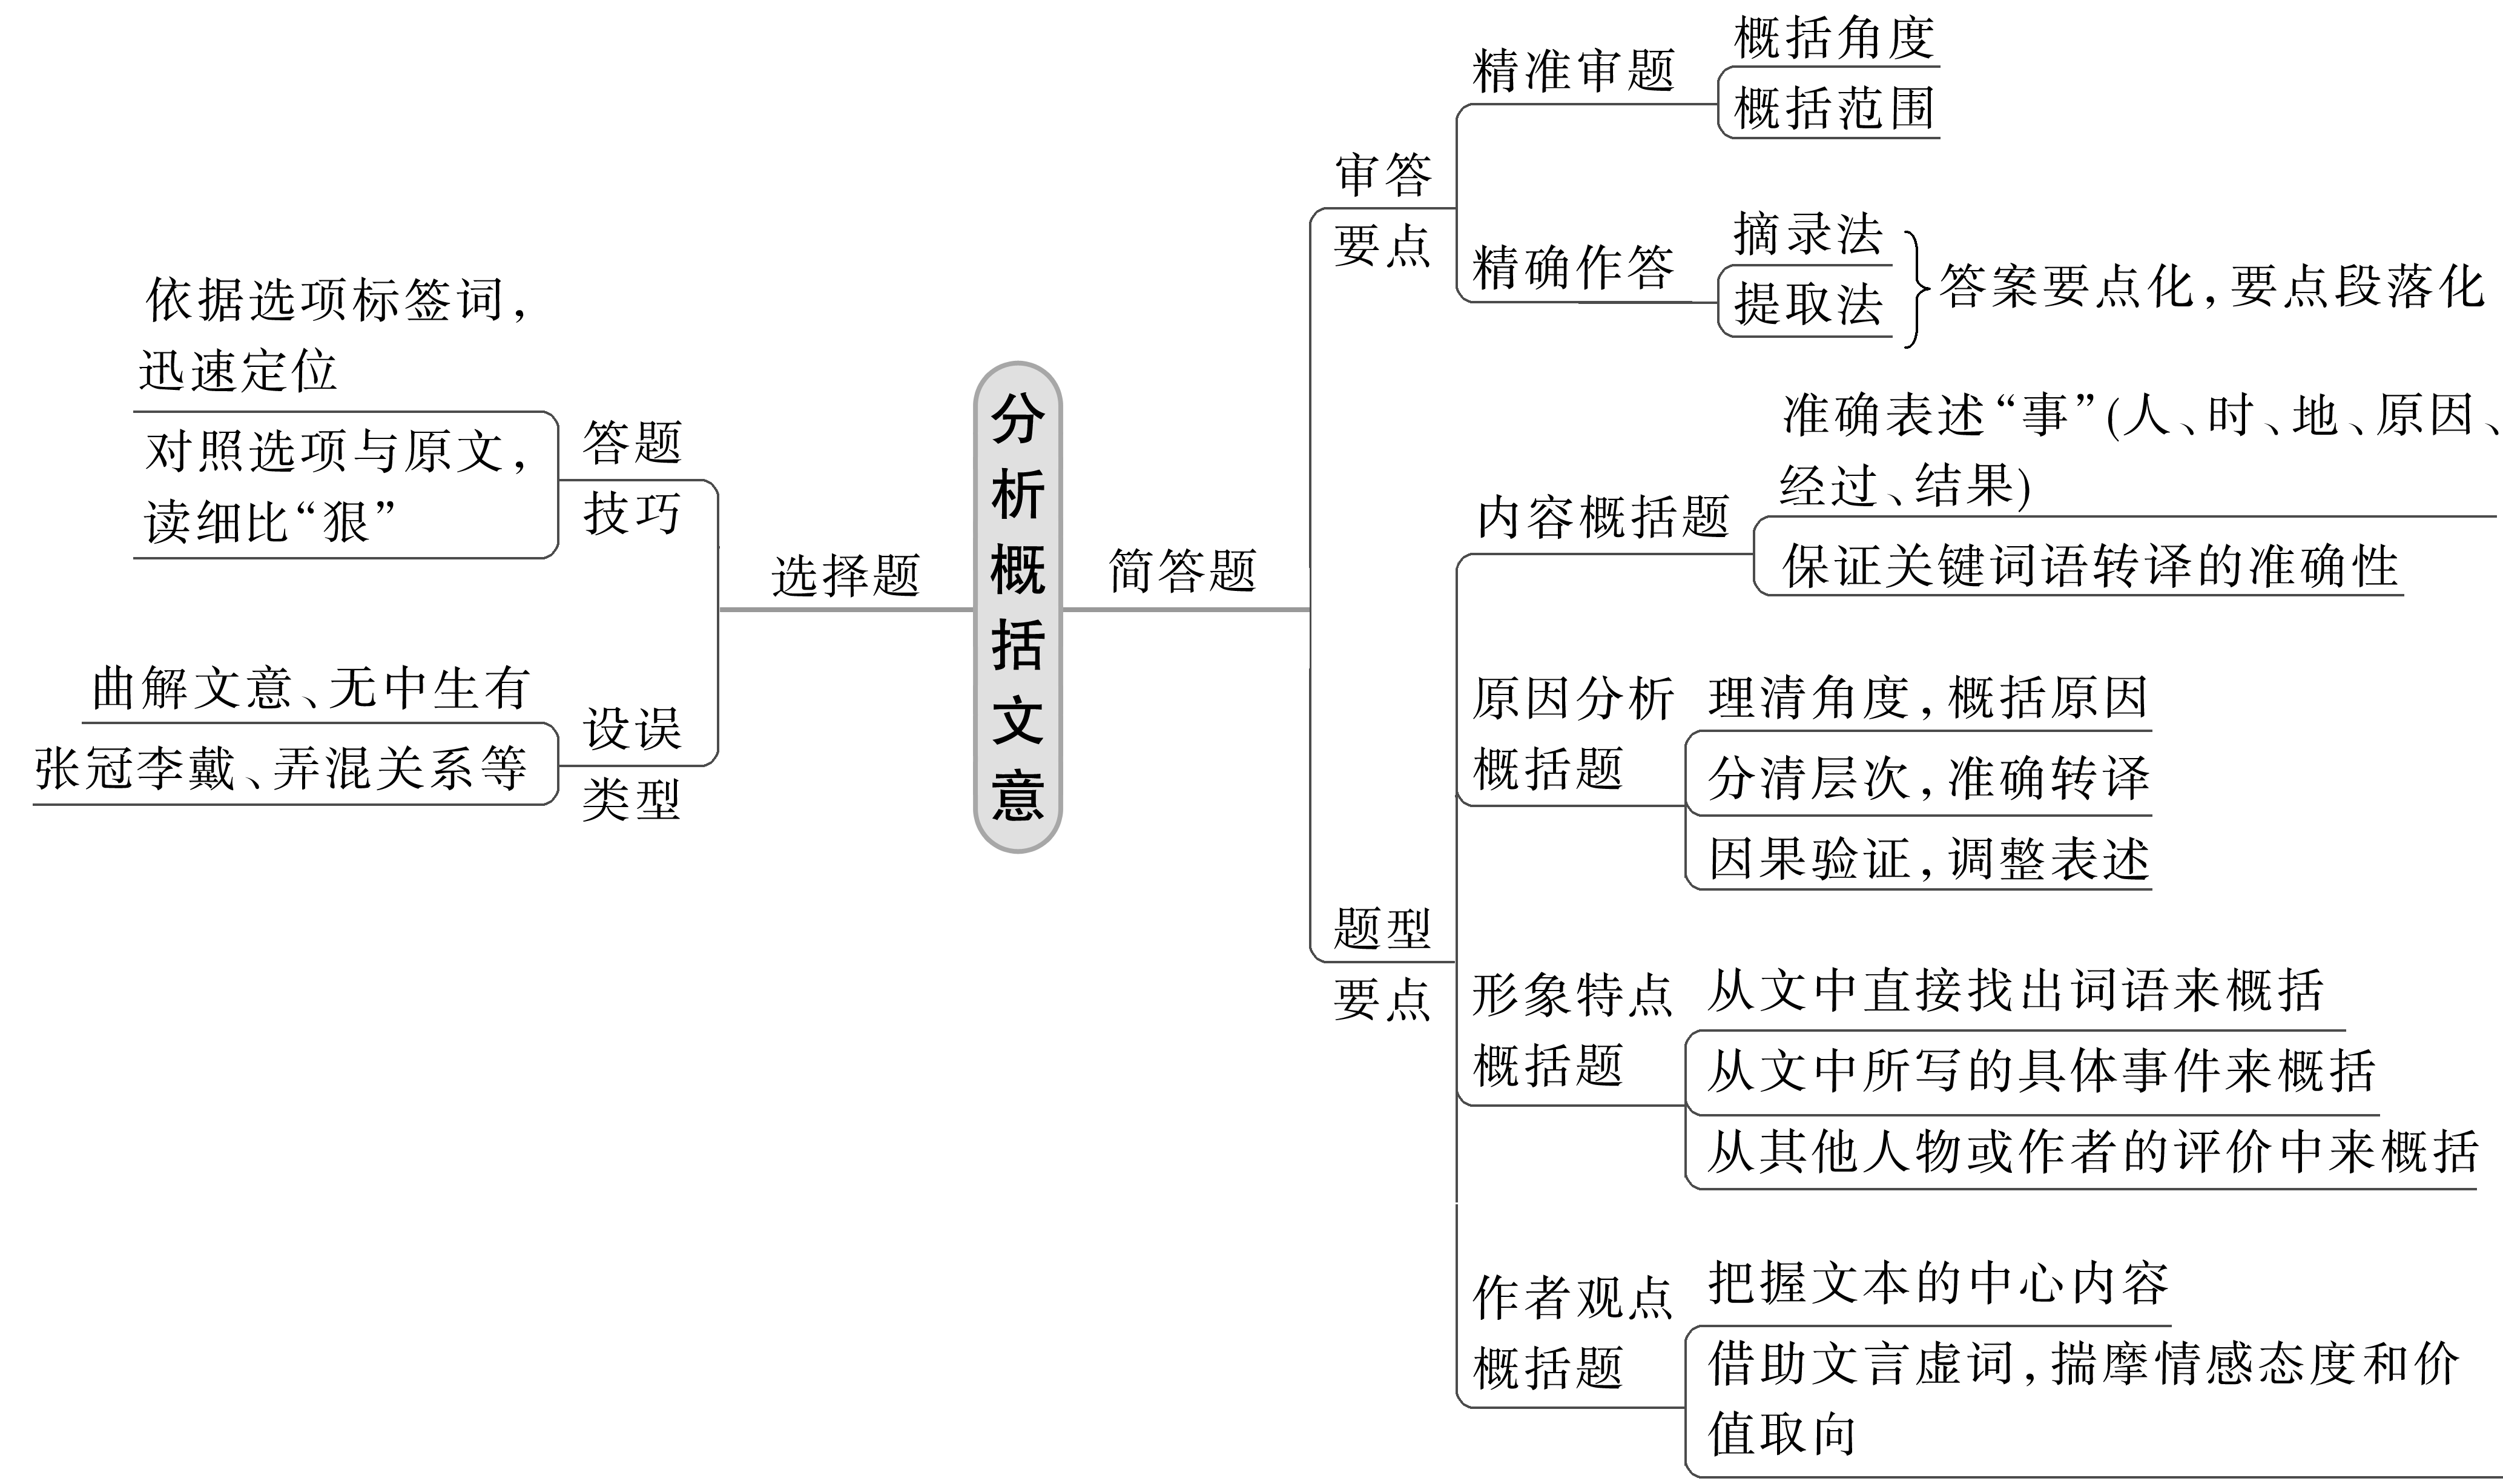 分析概括文意
选择题
答题
技巧
依据选项标签词，
迅速定位
对照选项与原文，
读细比“狠”
设误
类型
曲解文意、无中生有
张冠李戴、弄混关系等
简答题
审答
要点
精准审题
概括角度
概括范围
精确作答
摘录法
提取法
答案要点化，要点段落化
题型
要点
内容概括题
准确表述“事”(人、时、地、原因、
经过、结果)
保证关键词语转译的准确性
原因分析
概括题
理清角度，概括原因
分清层次，准确转译
因果验证，调整表述
形象特点
概括题
从文中直接找出词语来概括
从文中所写的具体事件来概括
从其他人物或作者的评价中来概括
作者观点
概括题
把握文本的中心内容
借助文言虚词，揣摩情感态度和价
值取向